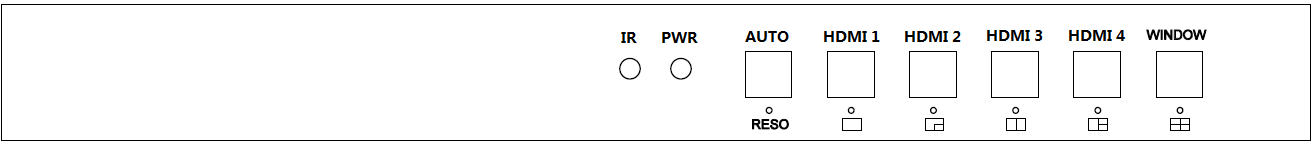 IR PWR AUTO HDMI 1 HDMI 2 HDMI 3 HDMI 4 WINDOW
RESO